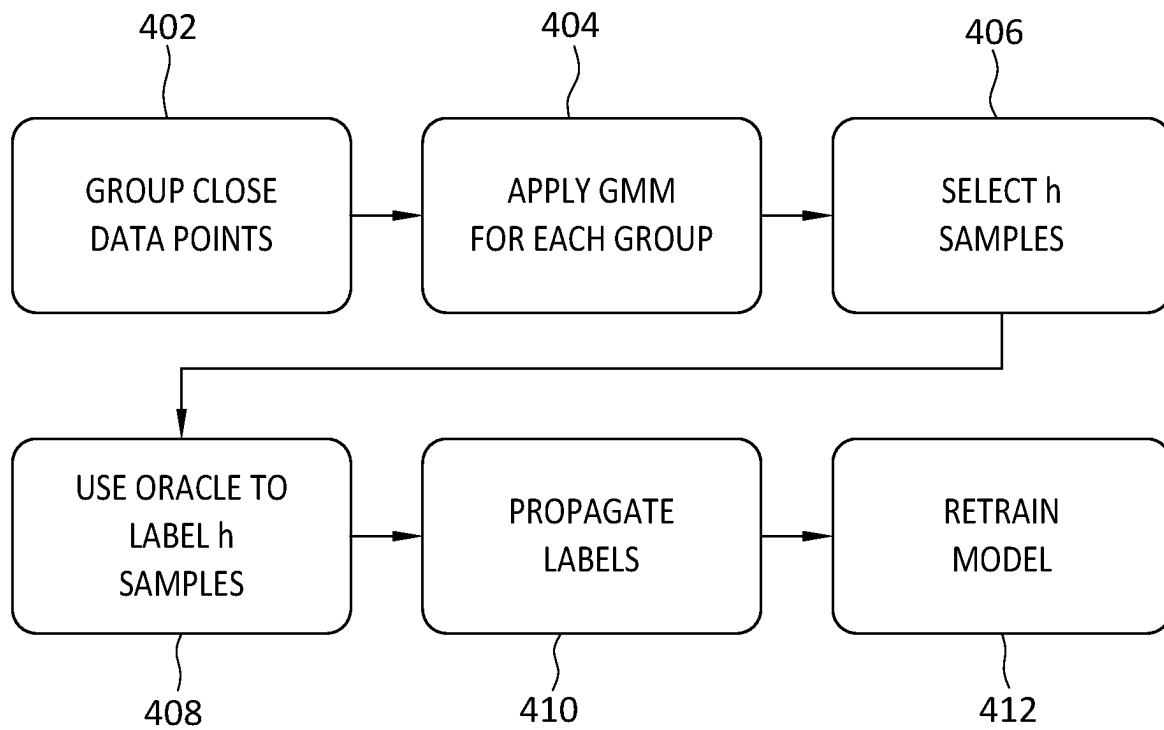 402
404
406
GROUP CLOSE
DATA POINTS
APPLY GMM
FOR EACH GROUP
SELECT h
SAMPLES
USE ORACLE TO
LABEL h
SAMPLES
PROPAGATE
LABELS
RETRAIN
MODEL
408
410
412